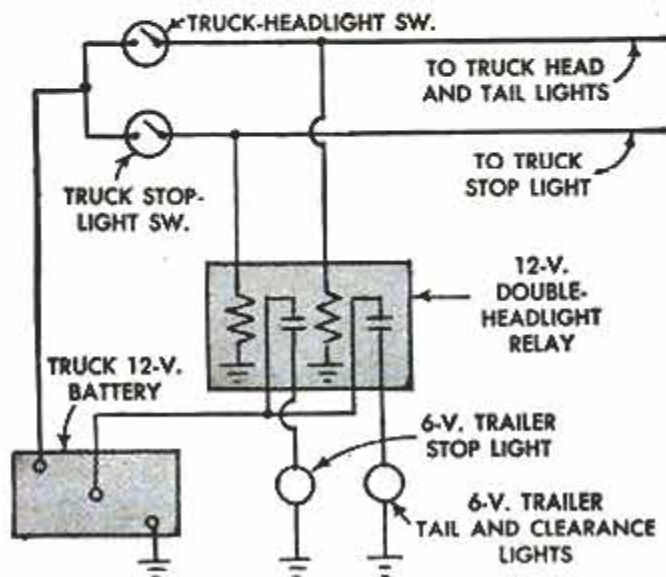 TRUCK-HEADLIGHT SW.
TO TRUCK HEAD
AND TAIL LIGHTS
TO TRUCK
STOP LIGHT
TRUCK STOP-
LIGHT SW.
12-V.
DOUBLE-
HEADLIGHT
RELAY
TRUCK 12-V.
BATTERY
6-V. TRAILER
STOP LIGHT
6-V. TRAILER
TAIL AND CLEARANCE
LIGHTS